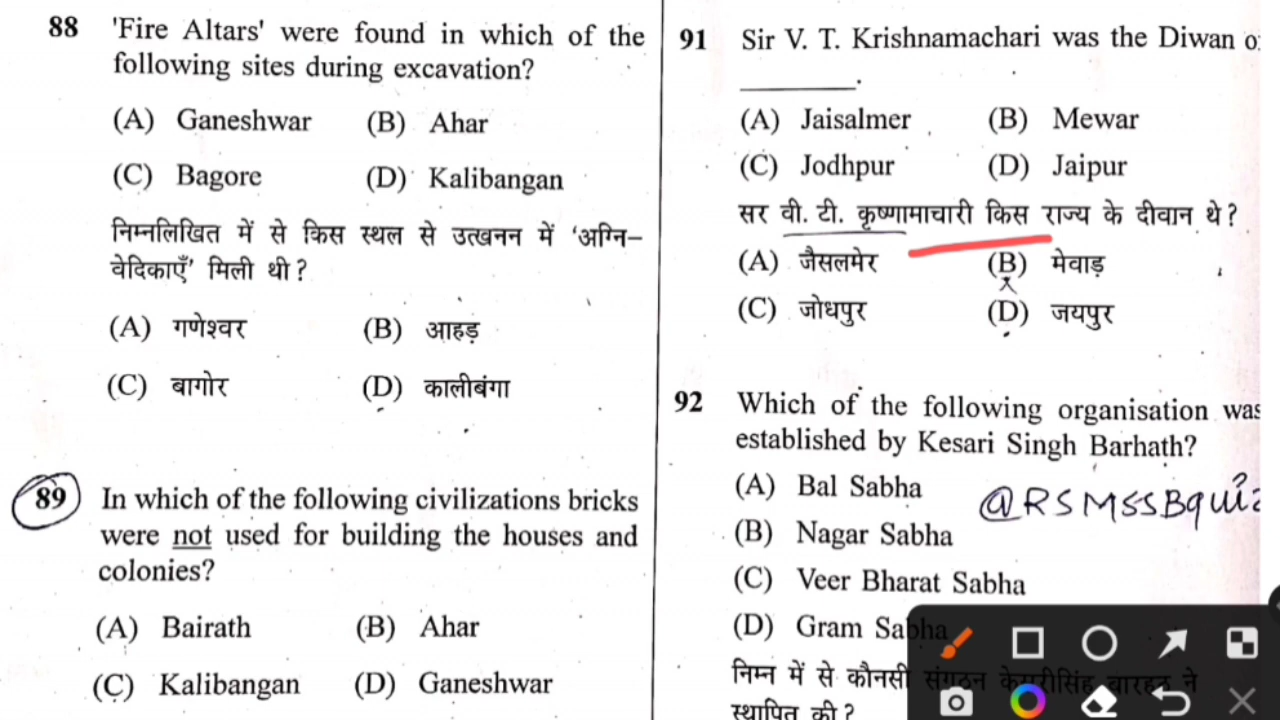 88 'Fire Altars' were found in which of the
following sites during excavation?
(A) Ganeshwar (B) Ahar
(C) Bagore (D) Kalibangan
निम्नलिखित में से किस स्थल से उत्खनन में ‘अग्नि–
वेदिकाएँ’ मिली थी ?
(A) गणेश्वर (B) आहड़
(C) बागोर (D) कालीबंगा
89 In which of the following civilizations bricks
were not used for building the houses and
colonies?
(A) Bairath (B) Ahar
(C) Kalibangan (D) Ganeshwar
91 Sir V. T. Krishnamachari was the Diwan o
________.
(A) Jaisalmer (B) Mewar
(C) Jodhpur (D) Jaipur
सर वी. टी. कृष्णामाचारी किस राज्य के दीवान थे ?
(A) जैसलमेर (B) मेवाड़
(C) जोधपुर (D) जयपुर
92 Which of the following organisation was
established by Kesari Singh Barhath?
(A) Bal Sabha
@RSMSSBquiz
(B) Nagar Sabha
(C) Veer Bharat Sabha
(D) Gram Sabha
निम्न में से कौनसी संगठन केसरीसिंह बारहठ ने
स्थापित की ?